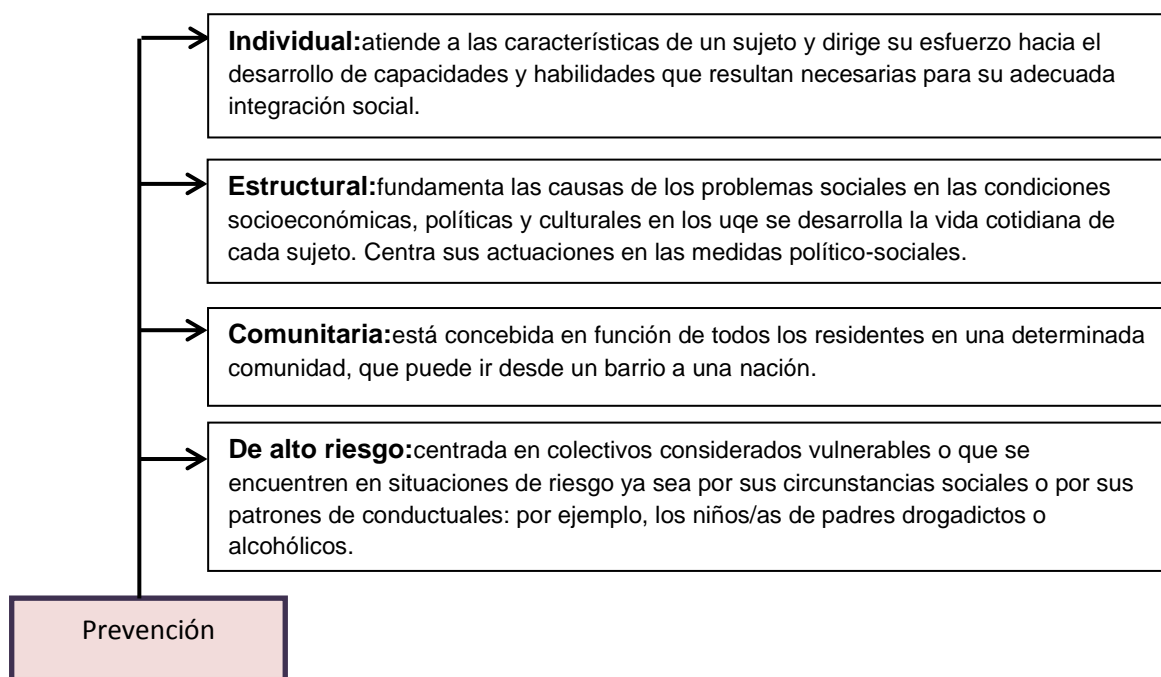 Individual:atiende a las características de un sujeto y dirige su esfuerzo hacia el
desarrollo de capacidades y habilidades que resultan necesarias para su adecuada
integración social.
Estructural:fundamenta las causas de los problemas sociales en las condiciones
socioeconómicas, políticas y culturales en los uqe se desarrolla la vida cotidiana de
cada sujeto. Centra sus actuaciones en las medidas político-sociales.
Comunitaria:está concebida en función de todos los residentes en una determinada
comunidad, que puede ir desde un barrio a una nación.
De alto riesgo:centrada en colectivos considerados vulnerables o que se
encuentren en situaciones de riesgo ya sea por sus circunstancias sociales o por sus
patrones de conductuales: por ejemplo, los niños/as de padres drogadictos o
alcohólicos.
Prevención